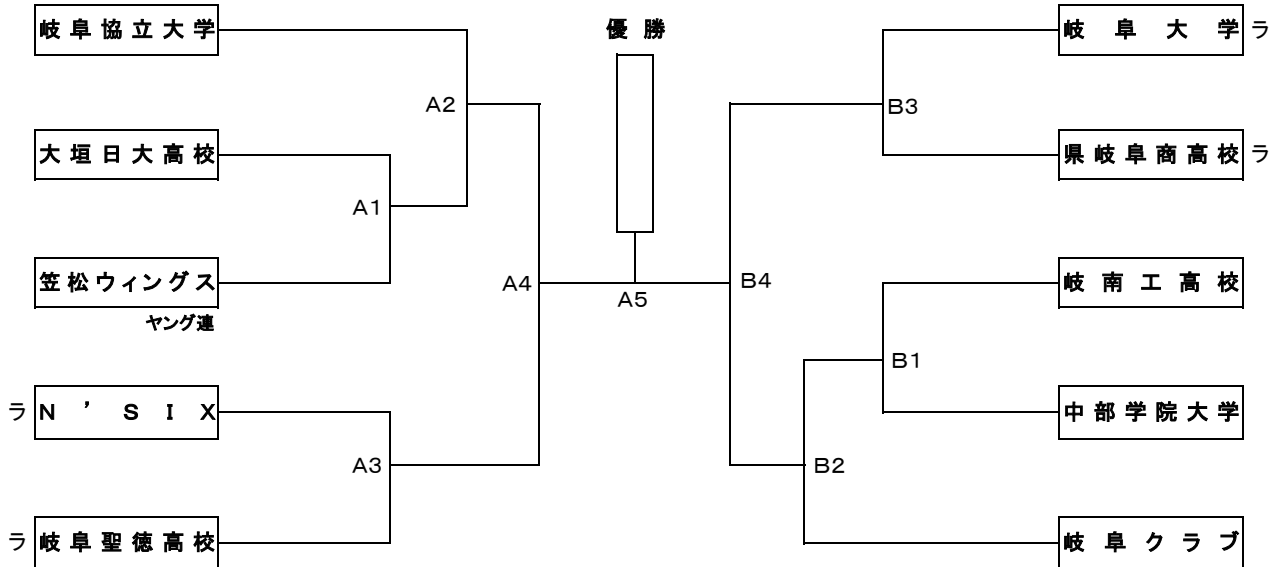 岐阜協立大学
A2
大垣日大高校
A1
笠松ウィングス
ヤング連
A4
ラ N'SIX
A3
ラ 岐阜聖徳高校
優勝
A5
岐阜大学 ラ
B3
県岐阜商高校 ラ
B4
岐南工高校
B1
中部学院大学
B2
岐阜クラブ